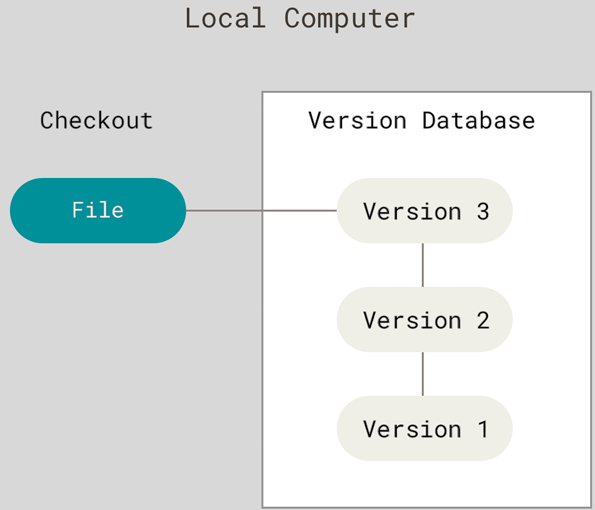 Local Computer
Checkout
Version Database
File
Version 3
Version 2
Version 1